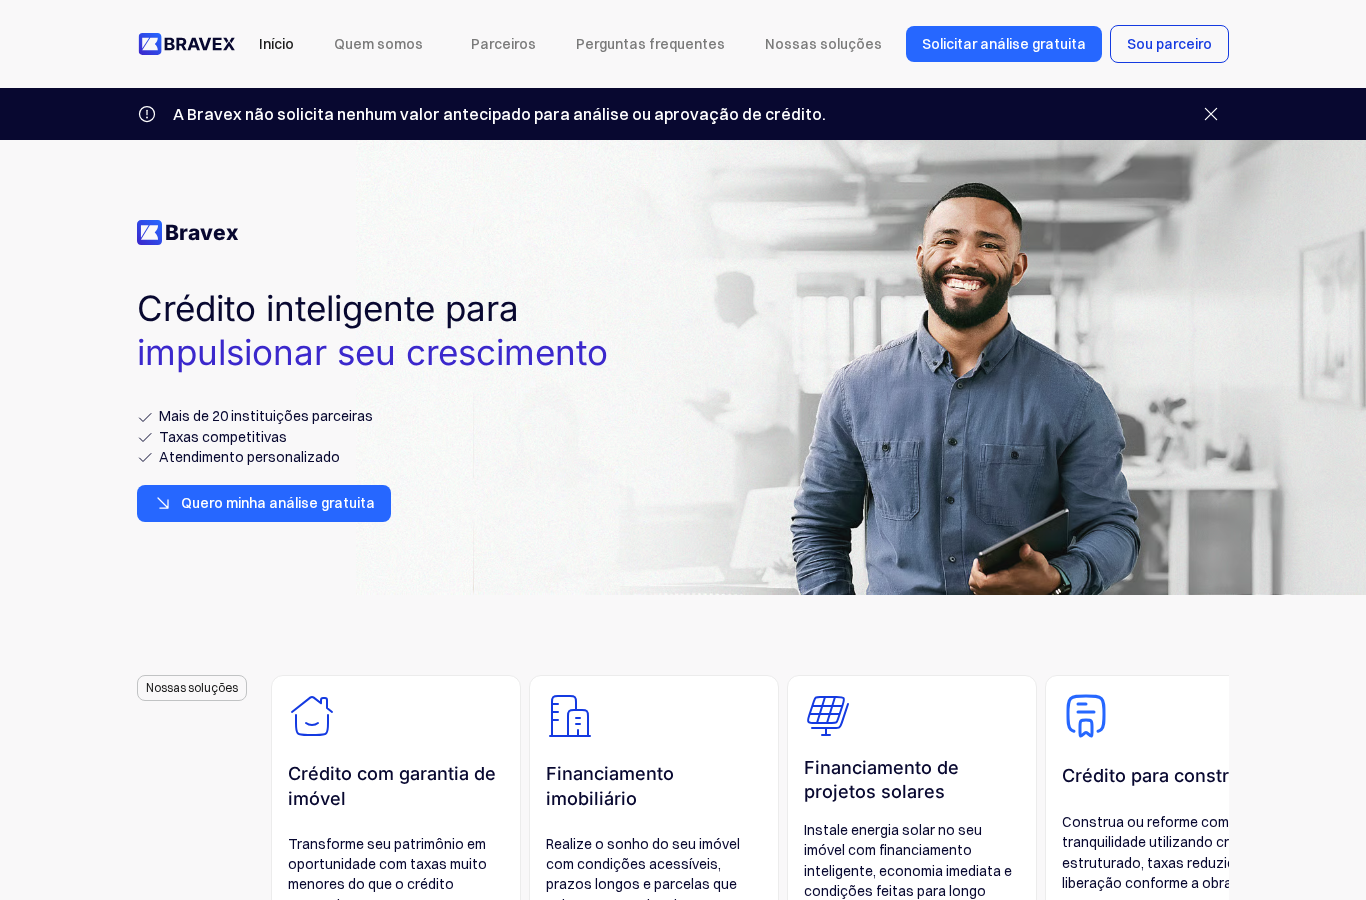 BRAVEX
Início
Quem somos
Parceiros
Perguntas frequentes
Nossas soluções
Solicitar análise gratuita
Sou parceiro
A Bravex não solicita nenhum valor antecipado para análise ou aprovação de crédito.
Bravex
Crédito inteligente para
impulsionar seu crescimento
Mais de 20 instituições parceiras
Taxas competitivas
Atendimento personalizado
Quero minha análise gratuita
Nossas soluções
Crédito com garantia de
imóvel
Transforme seu patrimônio em
oportunidade com taxas muito
menores do que o crédito
Financiamento
imobiliário
Realize o sonho do seu imóvel
com condições acessíveis,
prazos longos e parcelas que
Financiamento de
projetos solares
Instale energia solar no seu
imóvel com financiamento
inteligente, economia imediata e
condições feitas para longo
Crédito para constr
Construa ou reforme com
tranquilidade utilizando cr
estruturado, taxas reduzi
liberação conforme a obra